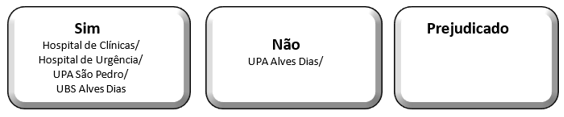 Sim
Hospital de Clínicas/
Hospital de Urgência/
UPA São Pedro/
UBS Alves Dias
Não
UPA Alves Dias/
Prejudicado